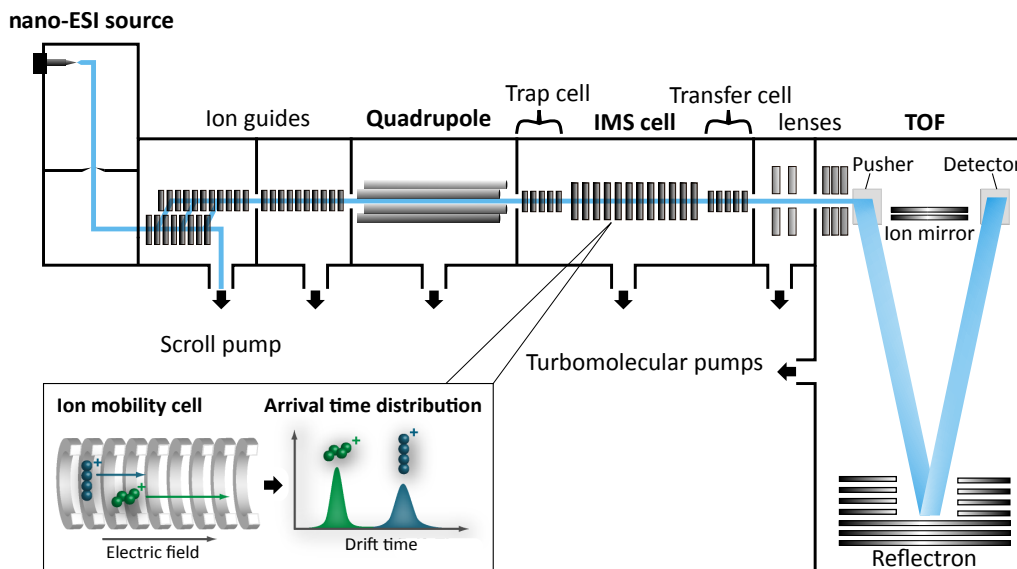 nano-ESI source
Ion guides
Quadrupole
Trap cell
IMS cell
Transfer cell
lenses
TOF
Pusher
Detector
Ion mirror
Scroll pump
Turbomolecular pumps
Ion mobility cell
Arrival time distribution
+
+
+
+
Electric field
Drift time
Reflectron